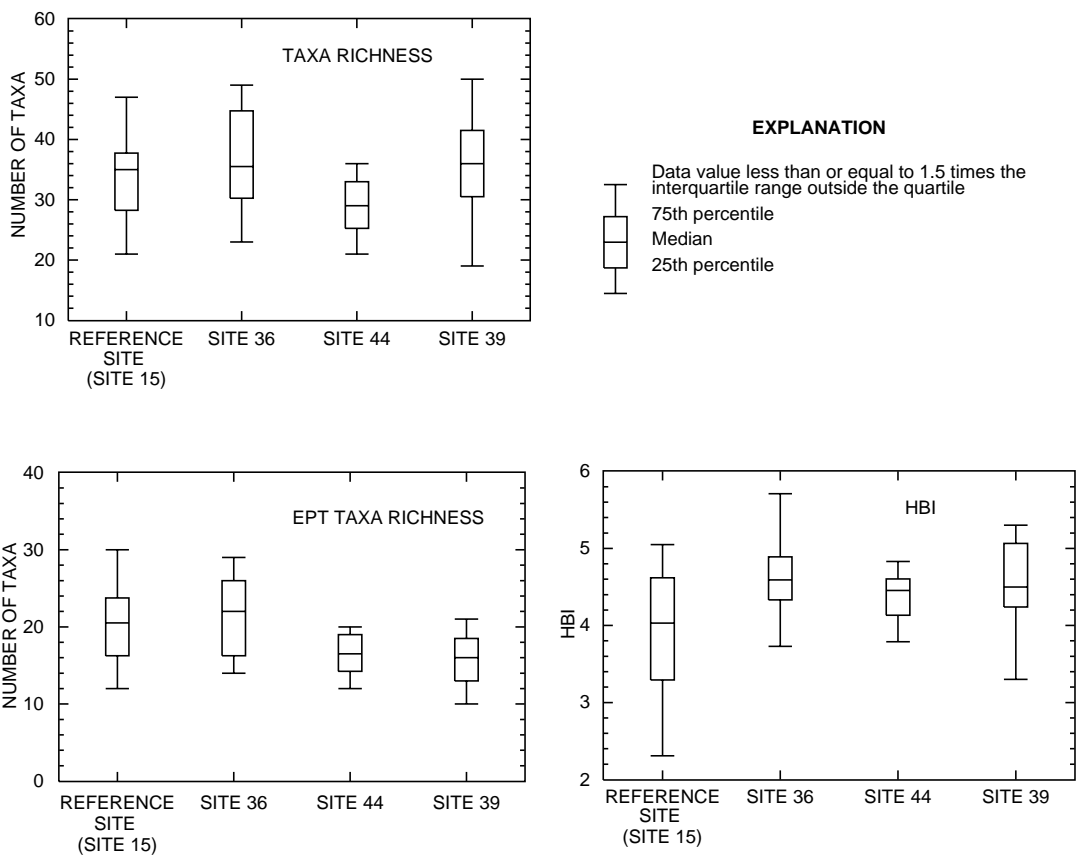 TAXA RICHNESS
NUMBER OF TAXA
60
50
40
30
20
10
REFERENCE
SITE
(SITE 15)
SITE 36
SITE 44
SITE 39
EXPLANATION
Data value less than or equal to 1.5 times the
interquartile range outside the quartile
75th percentile
Median
25th percentile
EPT TAXA RICHNESS
NUMBER OF TAXA
40
30
20
10
0
REFERENCE
SITE
(SITE 15)
SITE 36
SITE 44
SITE 39
HBI
HBI
6
5
4
3
2
REFERENCE
SITE
(SITE 15)
SITE 36
SITE 44
SITE 39